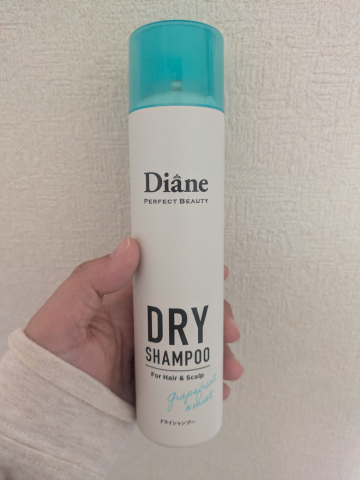 Diane
PERFECT BEAUTY
DRY
SHAMPOO
For Hair & Scalp
grapefruit
& mint
ドライシャンプー